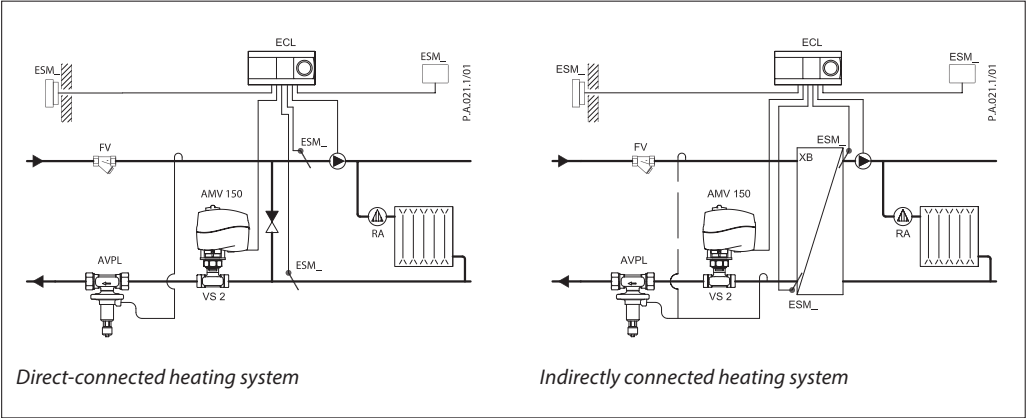 ECL
ESM_
ESM_
P.A.021.1/01
ESM_
FV
AMV 150
RA
AVPL
ESM_
VS 2
Direct-connected heating system
ECL
ESM_
ESM_
P.A.021.1/01
ESM_
FV
XB
AMV 150
RA
AVPL
VS 2
ESM_
Indirectly connected heating system